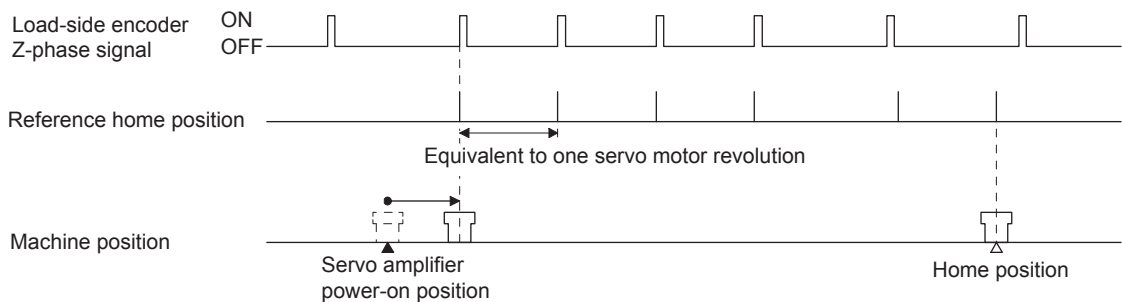 Load-side encoder
Z-phase signal
ON
OFF
Reference home position
Equivalent to one servo motor revolution
Machine position
Servo amplifier
power-on position
Home position